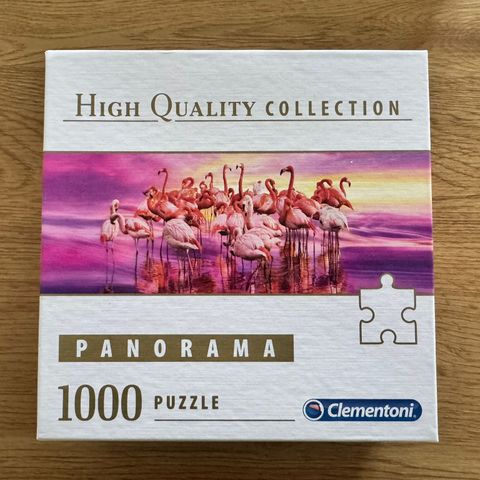 HIGH QUALITY COLLECTION
PANORAMA
1000 PUZZLE
Clementoni